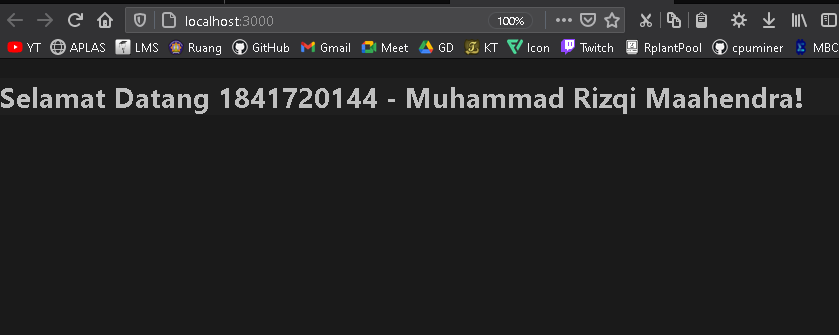 localhost:3000 100%
YT APLAS LMS Ruang GitHub Gmail Meet GD KT Icon Twitch RplantPool cpuminer MBC
Selamat Datang 1841720144 - Muhammad Rizqi Maahendra!